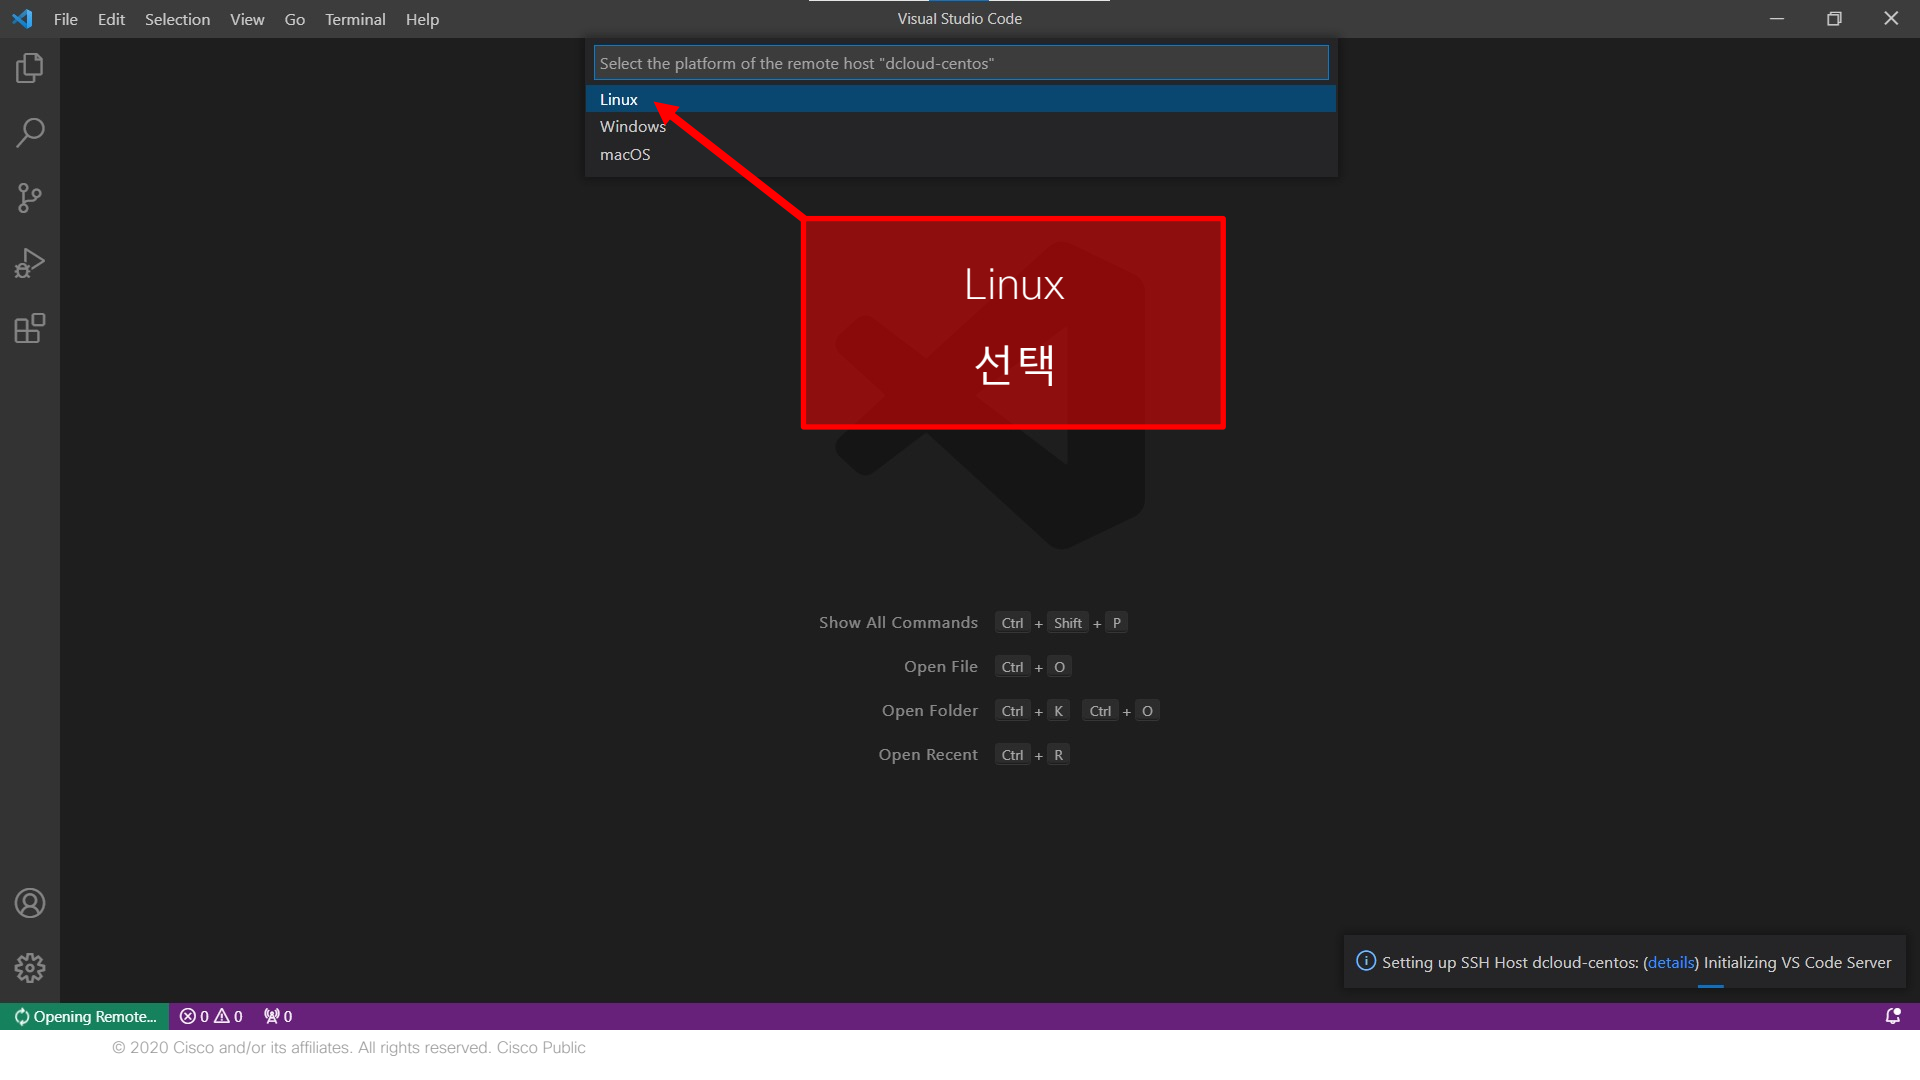 File Edit Selection View Go Terminal Help
Visual Studio Code
Select the platform of the remote host "dcloud-centos"
Linux
Windows
macOS
Linux
선택
Show All Commands Ctrl + Shift + P
Open File Ctrl + O
Open Folder Ctrl + K Ctrl + O
Open Recent Ctrl + R
Setting up SSH Host dcloud-centos: (details) Initializing VS Code Server
Opening Remote... 0 0 0
© 2020 Cisco and/or its affiliates. All rights reserved. Cisco Public